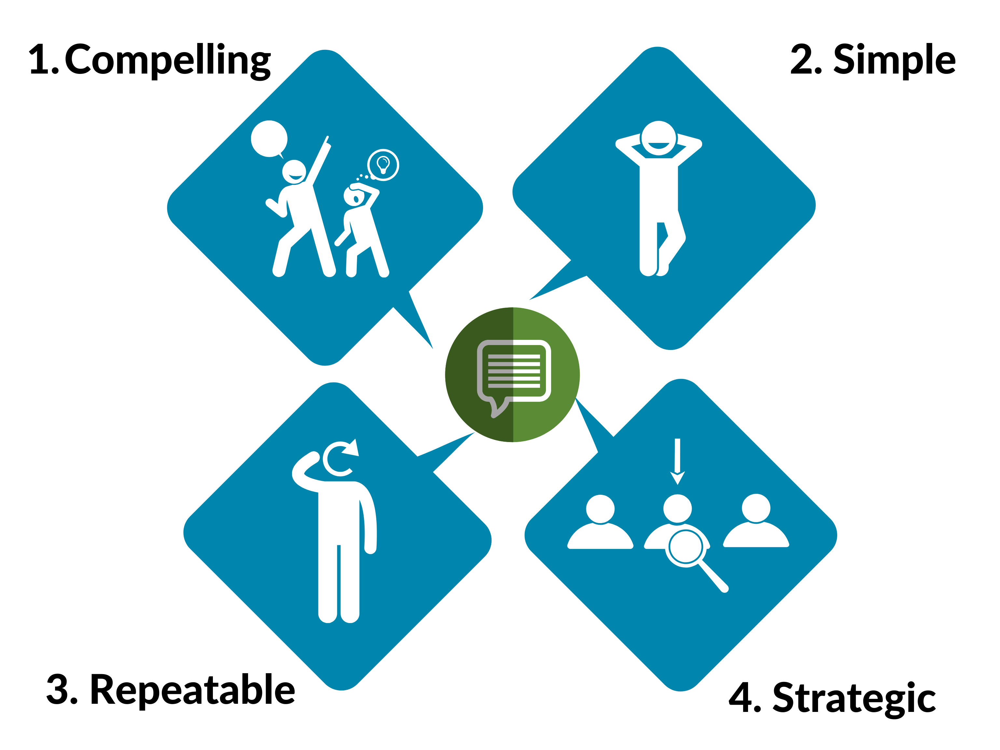 1. Compelling
2. Simple
3. Repeatable
4. Strategic